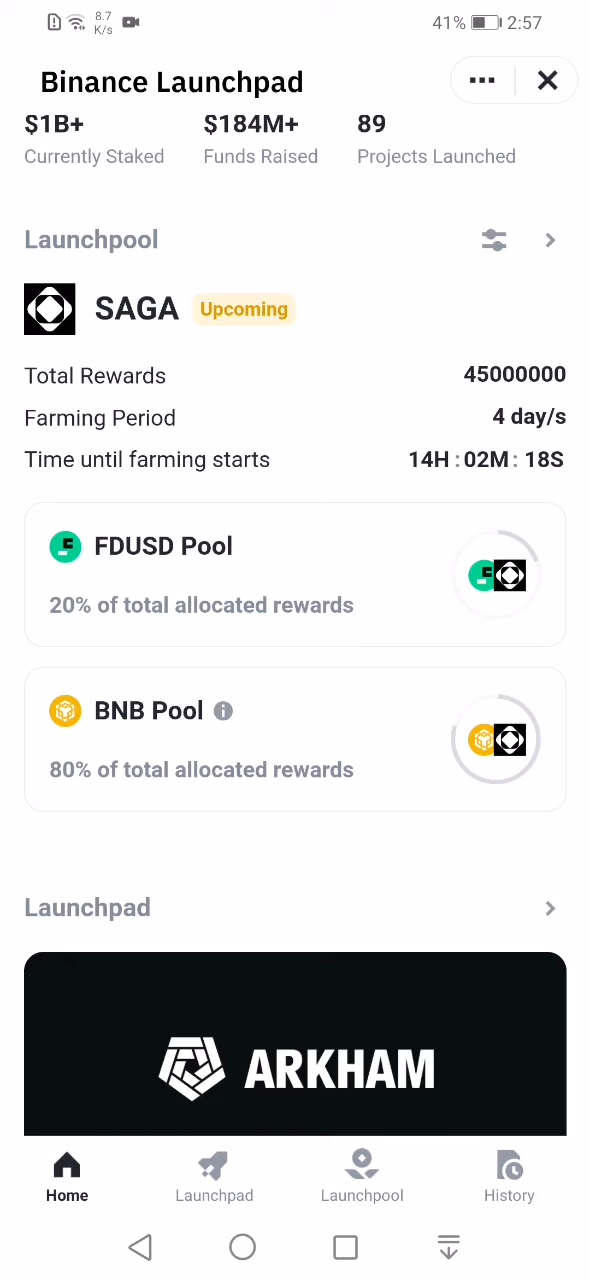 8.7 K/s 41% 2:57
Binance Launchpad
$1B+ $184M+ 89
Currently Staked Funds Raised Projects Launched
Launchpool
SAGA Upcoming
Total Rewards 45000000
Farming Period 4 day/s
Time until farming starts 14H : 02M : 18S
FDUSD Pool
20% of total allocated rewards
BNB Pool
80% of total allocated rewards
Launchpad
ARKHAM
Home Launchpad Launchpool History